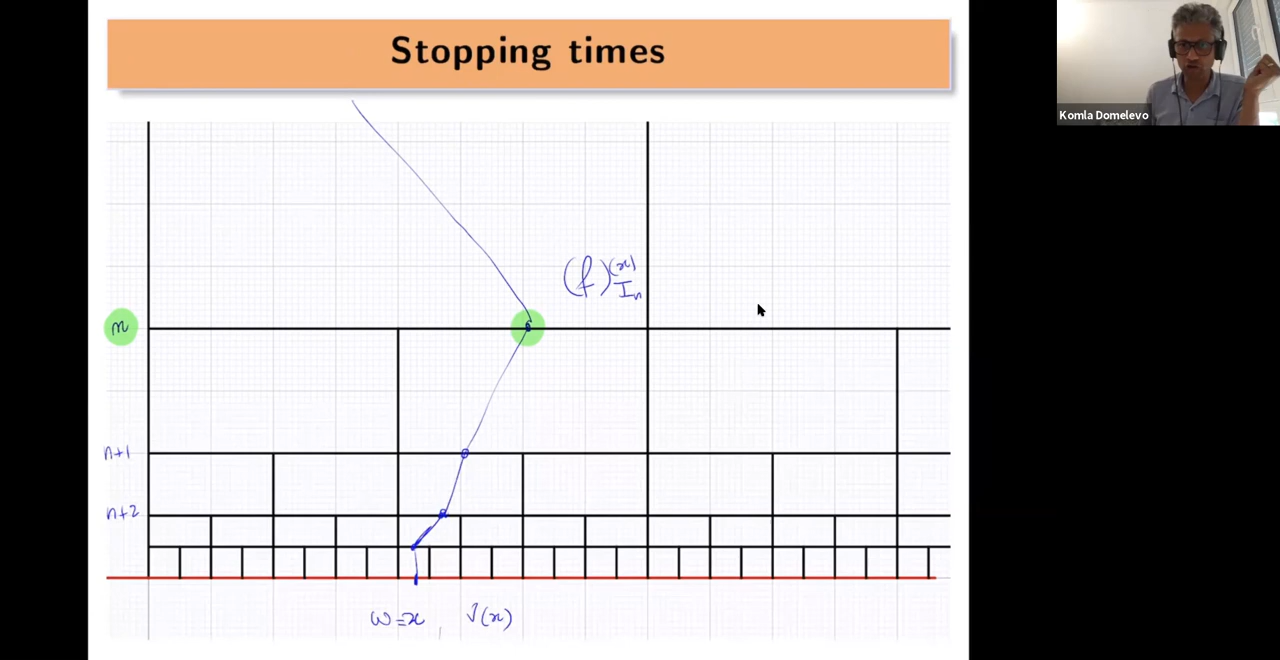 Stopping times
Komla Domelevo
(f) (x) I_n
n
n+1
n+2
ω=x f(x)